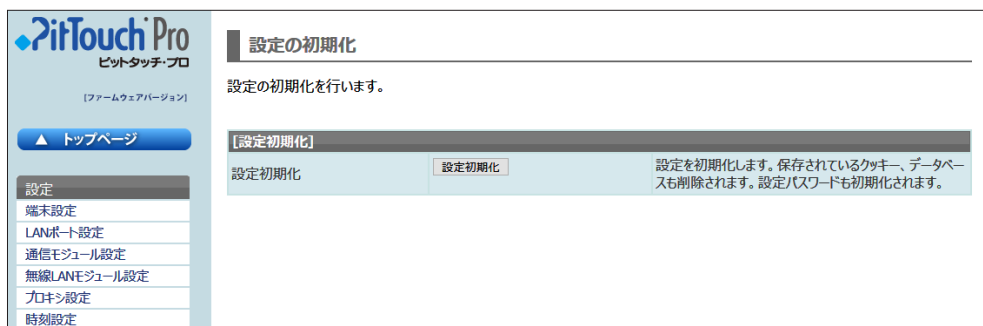 PitTouch Pro
ピットタッチ・プロ
[ファームウェアバージョン]
▲ トップページ
設定
端末設定
LANポート設定
通信モジュール設定
無線LANモジュール設定
プロキシ設定
時刻設定
設定の初期化
設定の初期化を行います。
[設定初期化]
設定初期化
設定初期化
設定を初期化します。保存されているクッキー、データベー
スも削除されます。設定パスワードも初期化されます。